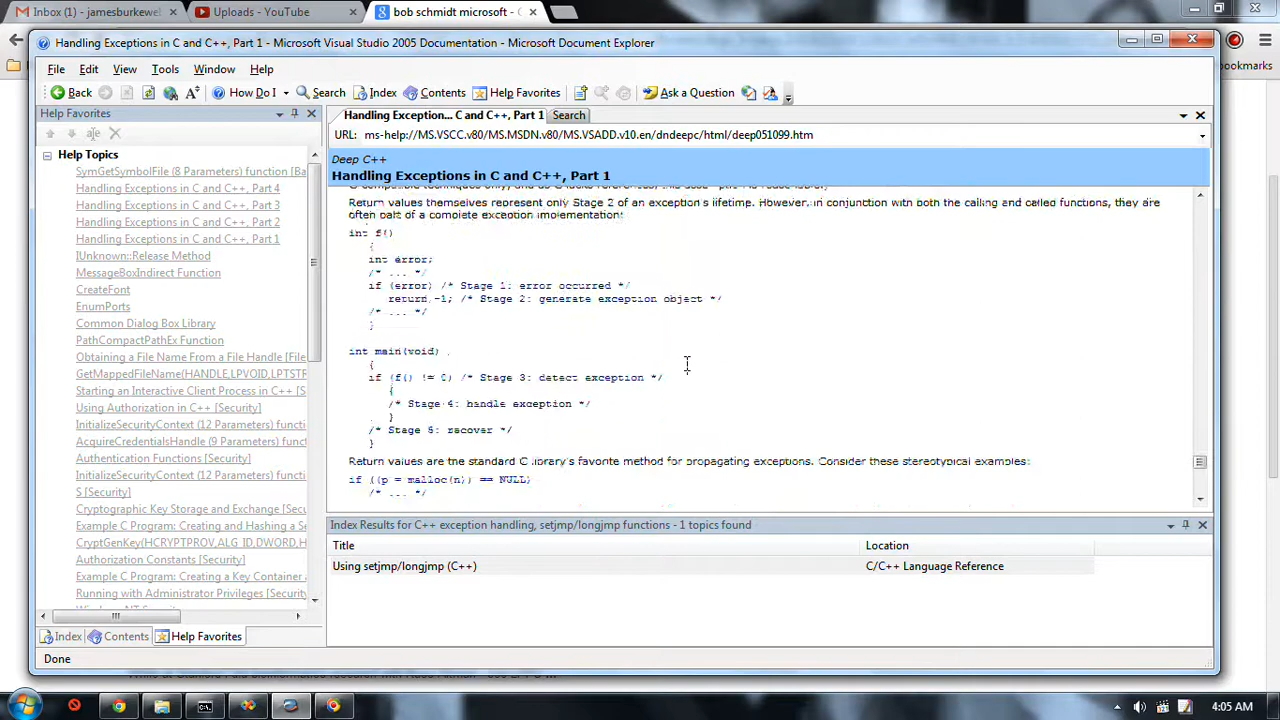 Inbox (1) - jamesburkewel
Uploads - YouTube
bob schmidt microsoft - G
Handling Exceptions in C and C++, Part 1 - Microsoft Visual Studio 2005 Documentation - Microsoft Document Explorer
bookmarks
File Edit View Tools Window Help
Back How Do I Search Index Contents Help Favorites Ask a Question
Help Favorites
Help Topics
SymGetSymbolFile (8 Parameters) function [Ba
Handling Exceptions in C and C++, Part 4
Handling Exceptions in C and C++, Part 3
Handling Exceptions in C and C++, Part 2
Handling Exceptions in C and C++, Part 1
IUnknown::Release Method
MessageBoxIndirect Function
CreateFont
EnumPorts
Common Dialog Box Library
PathCompactPathEx Function
Obtaining a File Name From a File Handle [File
GetMappedFileName(HANDLE,LPVOID,LPTSTR
Starting an Interactive Client Process in C++ [S
Using Authorization in C++ [Security]
InitializeSecurityContext (12 Parameters) functi
AcquireCredentialsHandle (9 Parameters) func
Authentication Functions [Security]
InitializeSecurityContext (12 Parameters) functi
S [Security]
Cryptographic Key Storage and Exchange [Secu
Example C Program: Creating and Hashing a Se
CryptGenKey(HCRYPTPROV,ALG_ID,DWORD,H
Authorization Constants [Security]
Example C Program: Creating a Key Container a
Running with Administrator Privileges [Security
Index Contents Help Favorites
Handling Exception... C and C++, Part 1 Search
URL: ms-help://MS.VSCC.v80/MS.MSDN.v80/MS.VSADD.v10.en/dndeepc/html/deep051099.htm
Deep C++
Handling Exceptions in C and C++, Part 1
Return values themselves represent only Stage 2 of an exception's lifetime. However, in conjunction with both the calling and called functions, they are
often part of a complete exception implementation:
int f()
{
int error;
/* ... */
if (error) /* Stage 1: error occurred */
return -1; /* Stage 2: generate exception object */
/* ... */
}
int main(void)
{
if (f() != 0) /* Stage 3: detect exception */
{
/* Stage 4: handle exception */
}
/* Stage 5: recover */
}
Return values are the standard C library's favorite method for propagating exceptions. Consider these stereotypical examples:
if ((p = malloc(n)) == NULL)
/* ... */
Index Results for C++ exception handling, setjmp/longjmp functions - 1 topics found
Title Location
Using setjmp/longjmp (C++) C/C++ Language Reference
Done
4:05 AM